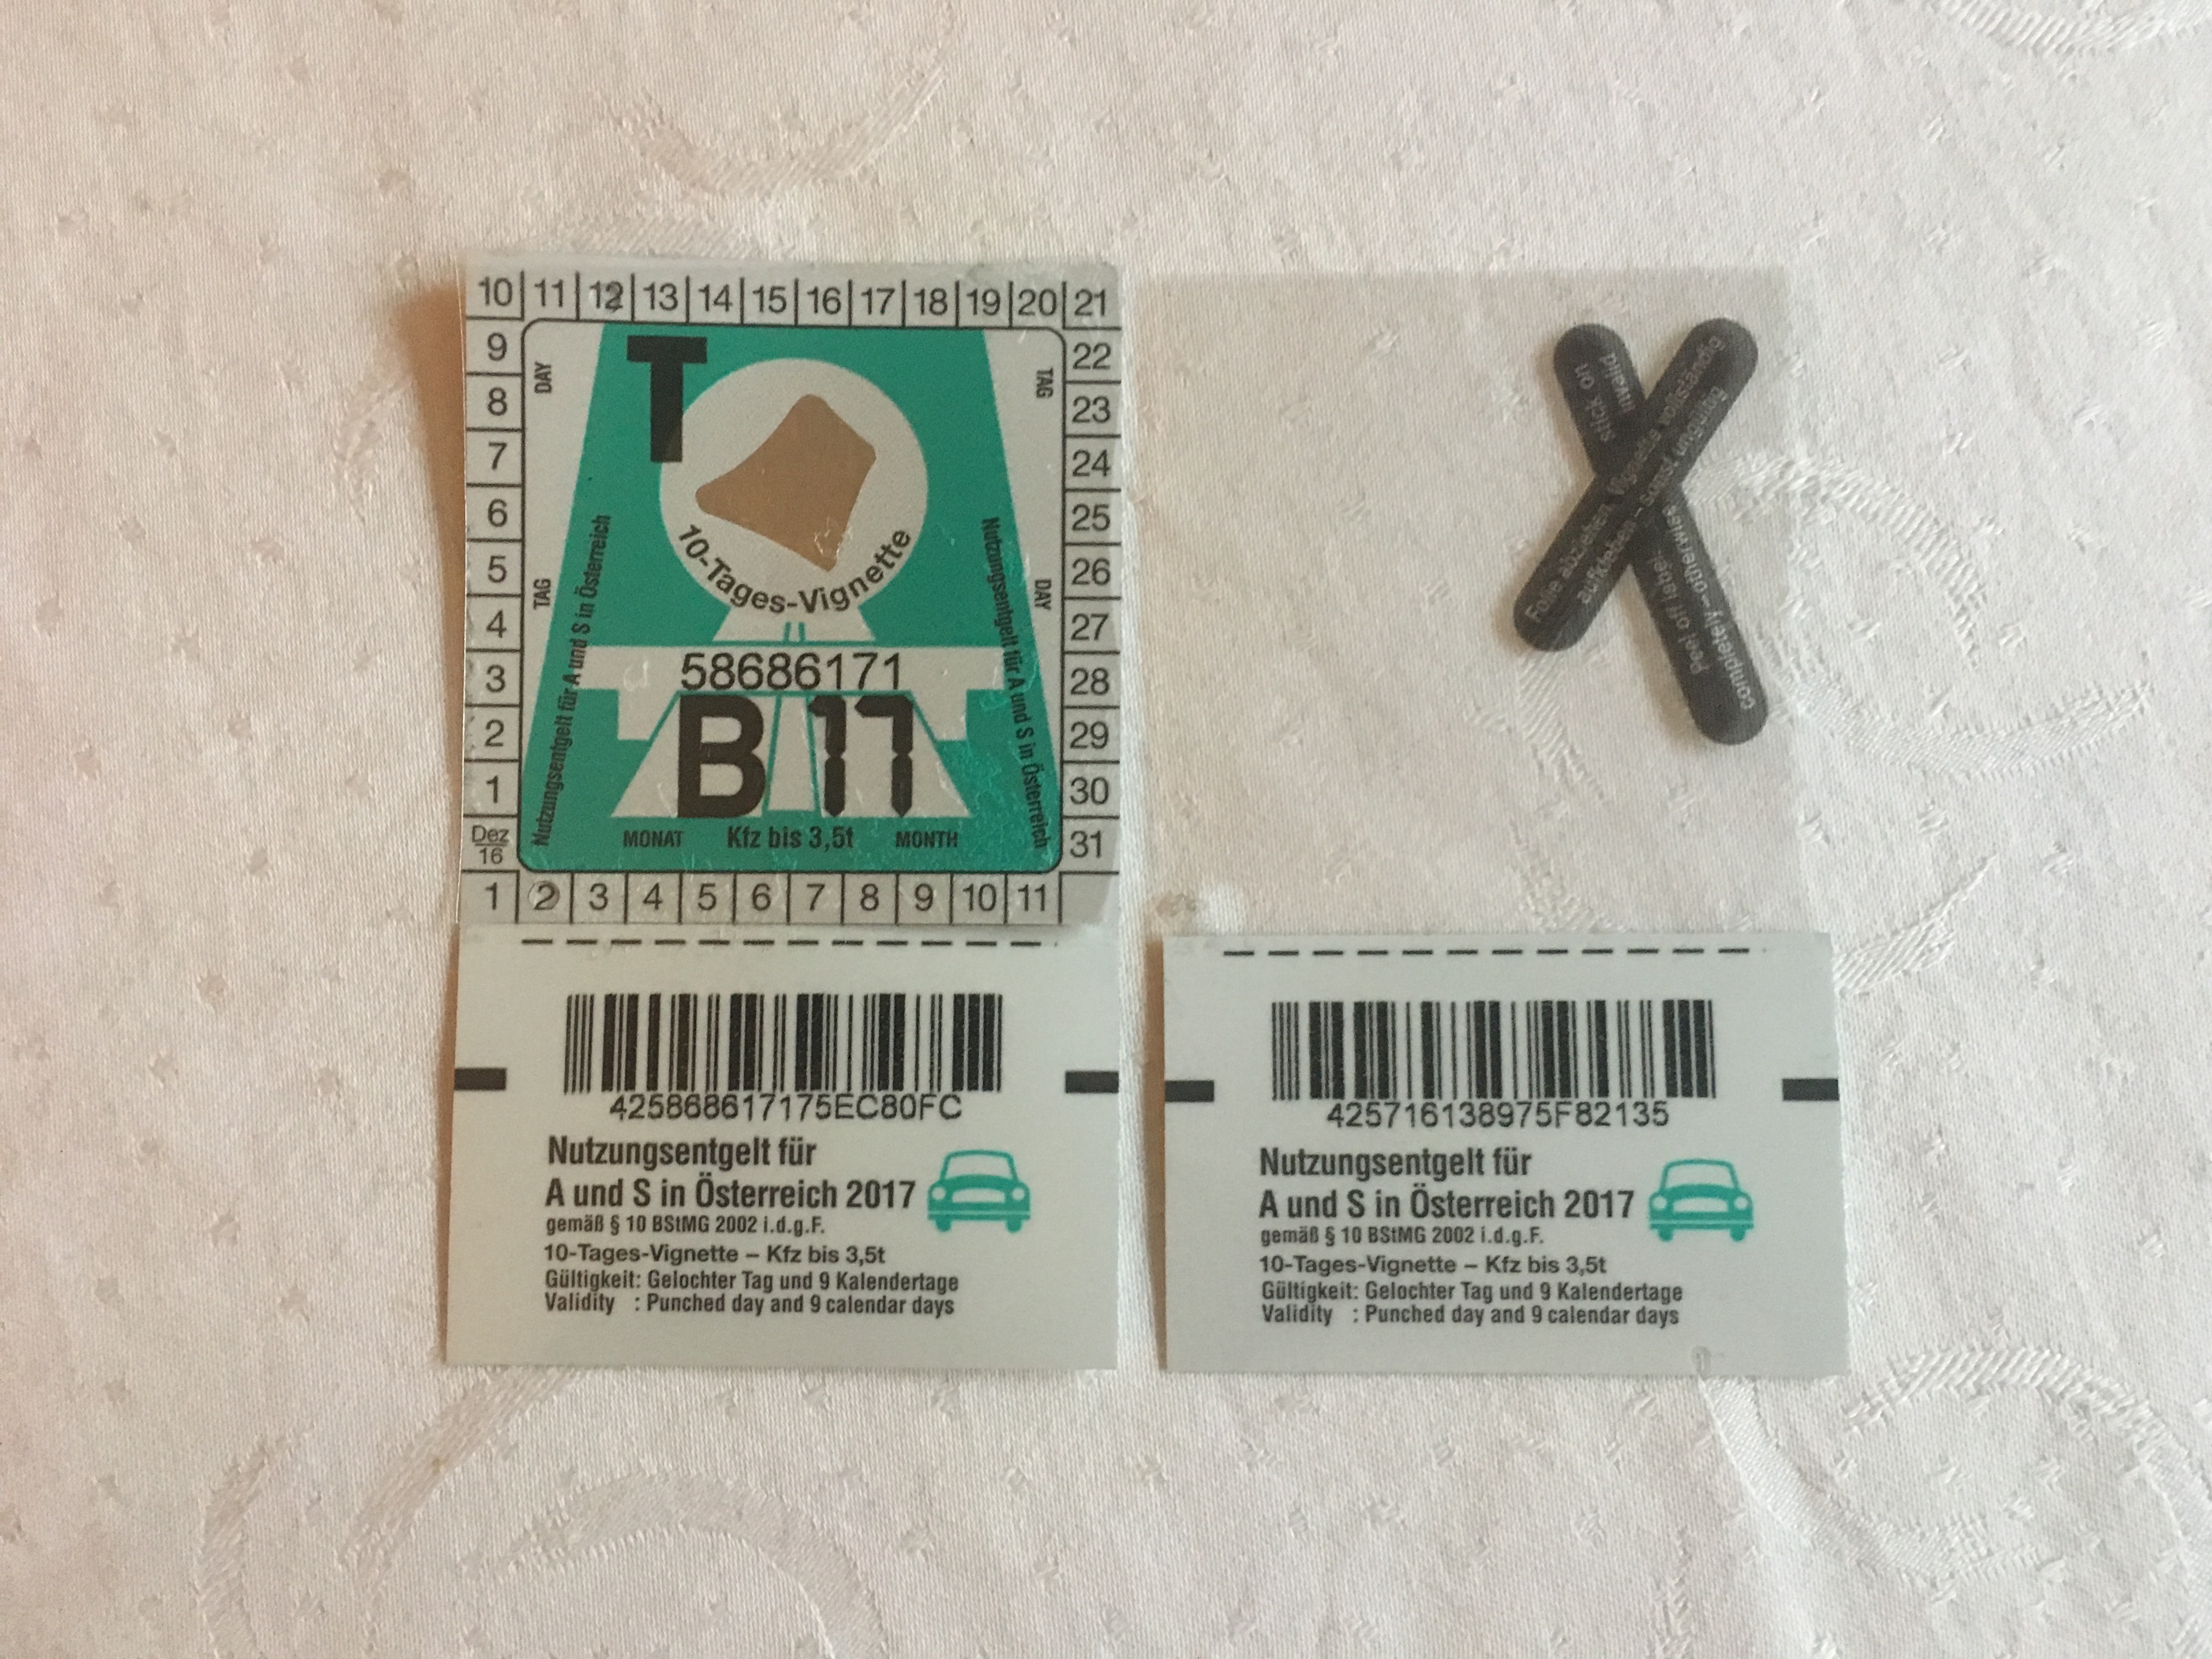 10 11 12 13 14 15 16 17 18 19 20 21
9
8
7
6
5
4
3
2
1
Dez
16
22
23
24
25
26
27
28
29
30
31
1 2 3 4 5 6 7 8 9 10 11
DAY
TAG
TAG
DAY
T
10-Tages-Vignette
Nutzungsentgelt für A und S in Österreich
Nutzungsentgelt für A und S in Österreich
58686171
B 17
MONAT Kfz bis 3,5t MONTH
425868617175EC80FC
Nutzungsentgelt für
A und S in Österreich 2017
gemäß § 10 BStMG 2002 i.d.g.F.
10-Tages-Vignette – Kfz bis 3,5t
Gültigkeit: Gelochter Tag und 9 Kalendertage
Validity : Punched day and 9 calendar days
Folie abziehen. Vignette vollständig
aufkleben – sonst ungültig
Peel off label. stick on
completely – otherwise invalid
425716138975F82135
Nutzungsentgelt für
A und S in Österreich 2017
gemäß § 10 BStMG 2002 i.d.g.F.
10-Tages-Vignette – Kfz bis 3,5t
Gültigkeit: Gelochter Tag und 9 Kalendertage
Validity : Punched day and 9 calendar days